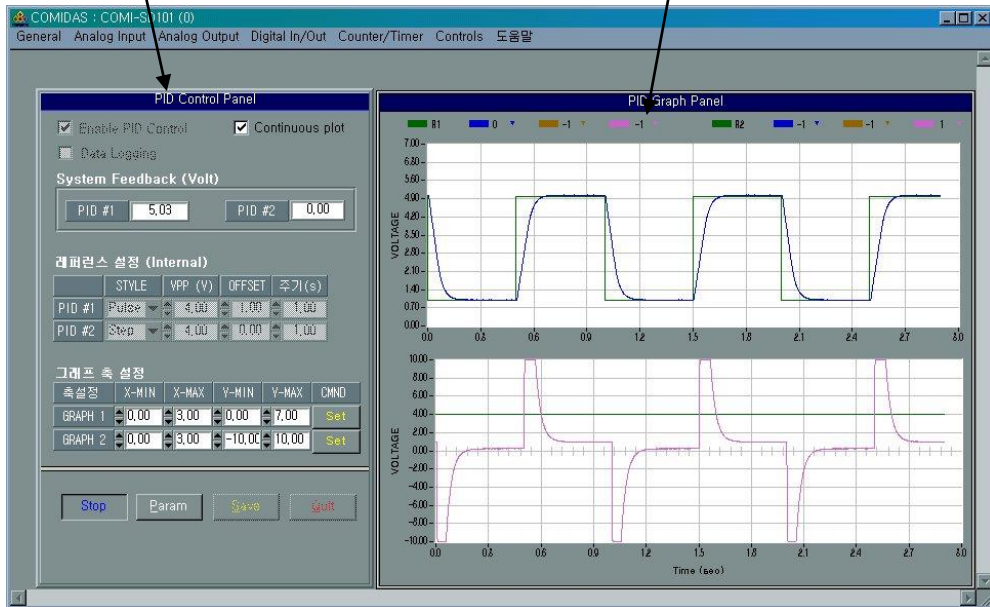 COMIDAS : COMI-SD101 (0)
General Analog Input Analog Output Digital In/Out Counter/Timer Controls 도움말
PID Control Panel
Enable PID Control Continuous plot
Data Logging
System Feedback (Volt)
PID #1 5,03 PID #2 0,00
레퍼런스 설정 (Internal)
STYLE VPP (V) OFFSET 주기(s)
PID #1 Pulse 4,00 1,00 1,00
PID #2 Step 4,00 0,00 1,00
그래프 축 설정
축설정 X-MIN X-MAX Y-MIN Y-MAX CMND
GRAPH 1 0,00 3,00 0,00 7,00 Set
GRAPH 2 0,00 3,00 -10,00 10,00 Set
Stop Param Save Quit
PID Graph Panel
R1 0 -1 -1 R2 -1 -1 1
7.00
6.30
5.60
4.90
4.20
3.50
2.80
2.10
1.40
0.70
0.00
VOLTAGE
0.0 0.3 0.6 0.9 1.2 1.5 1.8 2.1 2.4 2.7 3.0
10.00
8.00
6.00
4.00
2.00
0.00
-2.00
-4.00
-6.00
-8.00
-10.00
VOLTAGE
0.0 0.3 0.6 0.9 1.2 1.5 1.8 2.1 2.4 2.7 3.0
Time (sec)